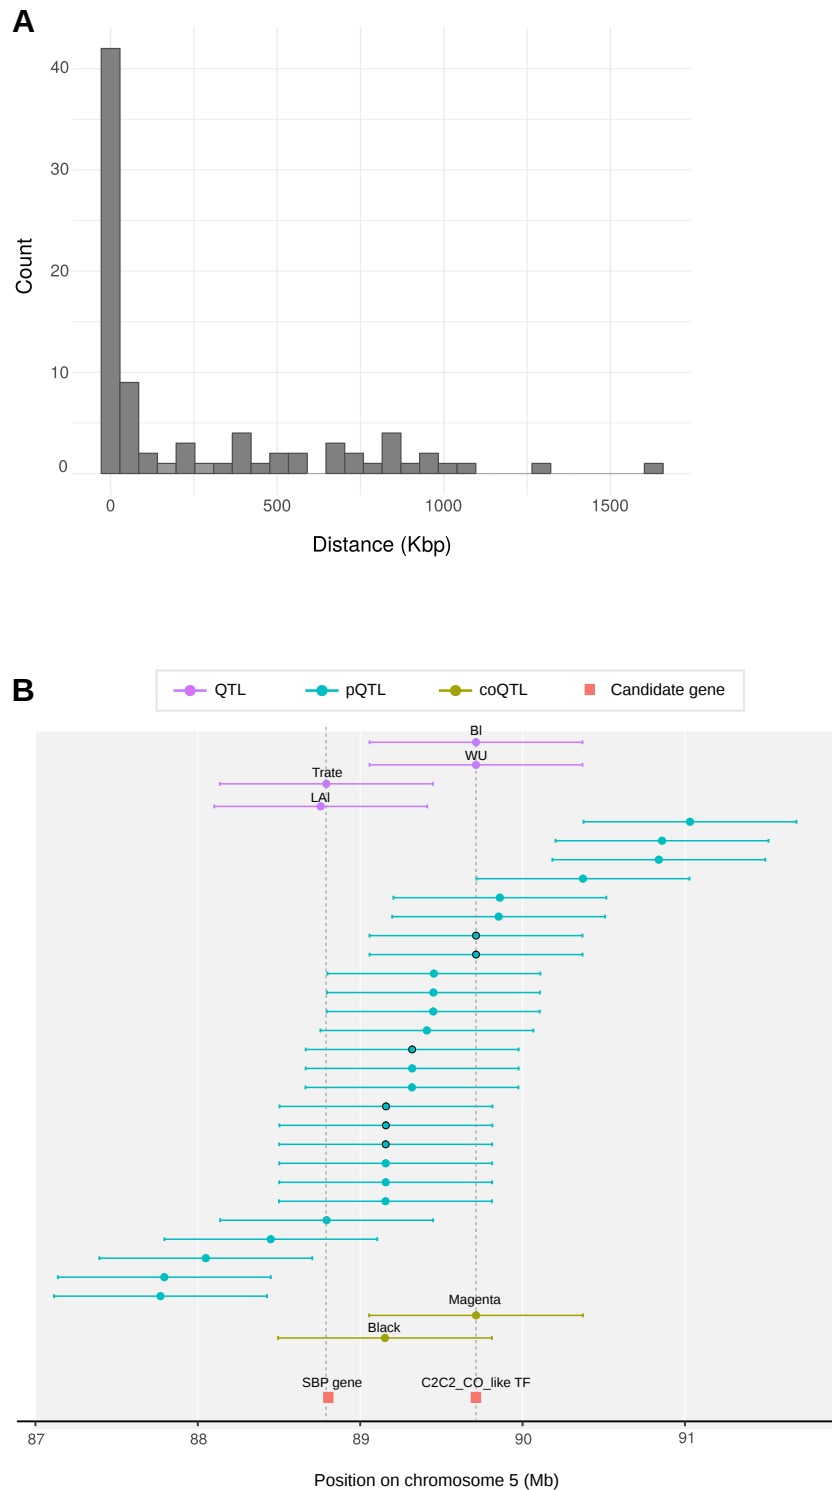 A
Count
40
30
20
10
0
0 500 1000 1500
Distance (Kbp)
B
QTL pQTL coQTL Candidate gene
BI
WU
Trate
LAI
Magenta
Black
SBP gene C2C2_CO_like TF
87 88 89 90 91
Position on chromosome 5 (Mb)